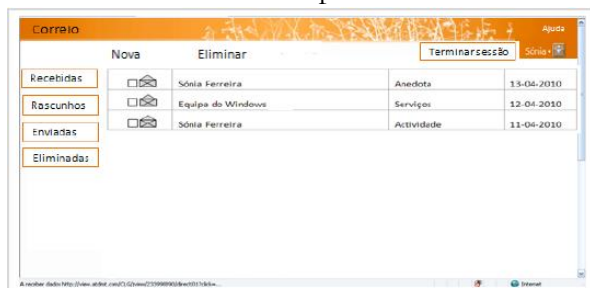 Correio
Ajuda
Nova Eliminar Terminar sessão Sónia
Recebidas
Rascunhos
Enviadas
Eliminadas
Sónia Ferreira Anedota 13-04-2010
Equipa do Windows Serviços 12-04-2010
Sónia Ferreira Actividade 11-04-2010
Internet